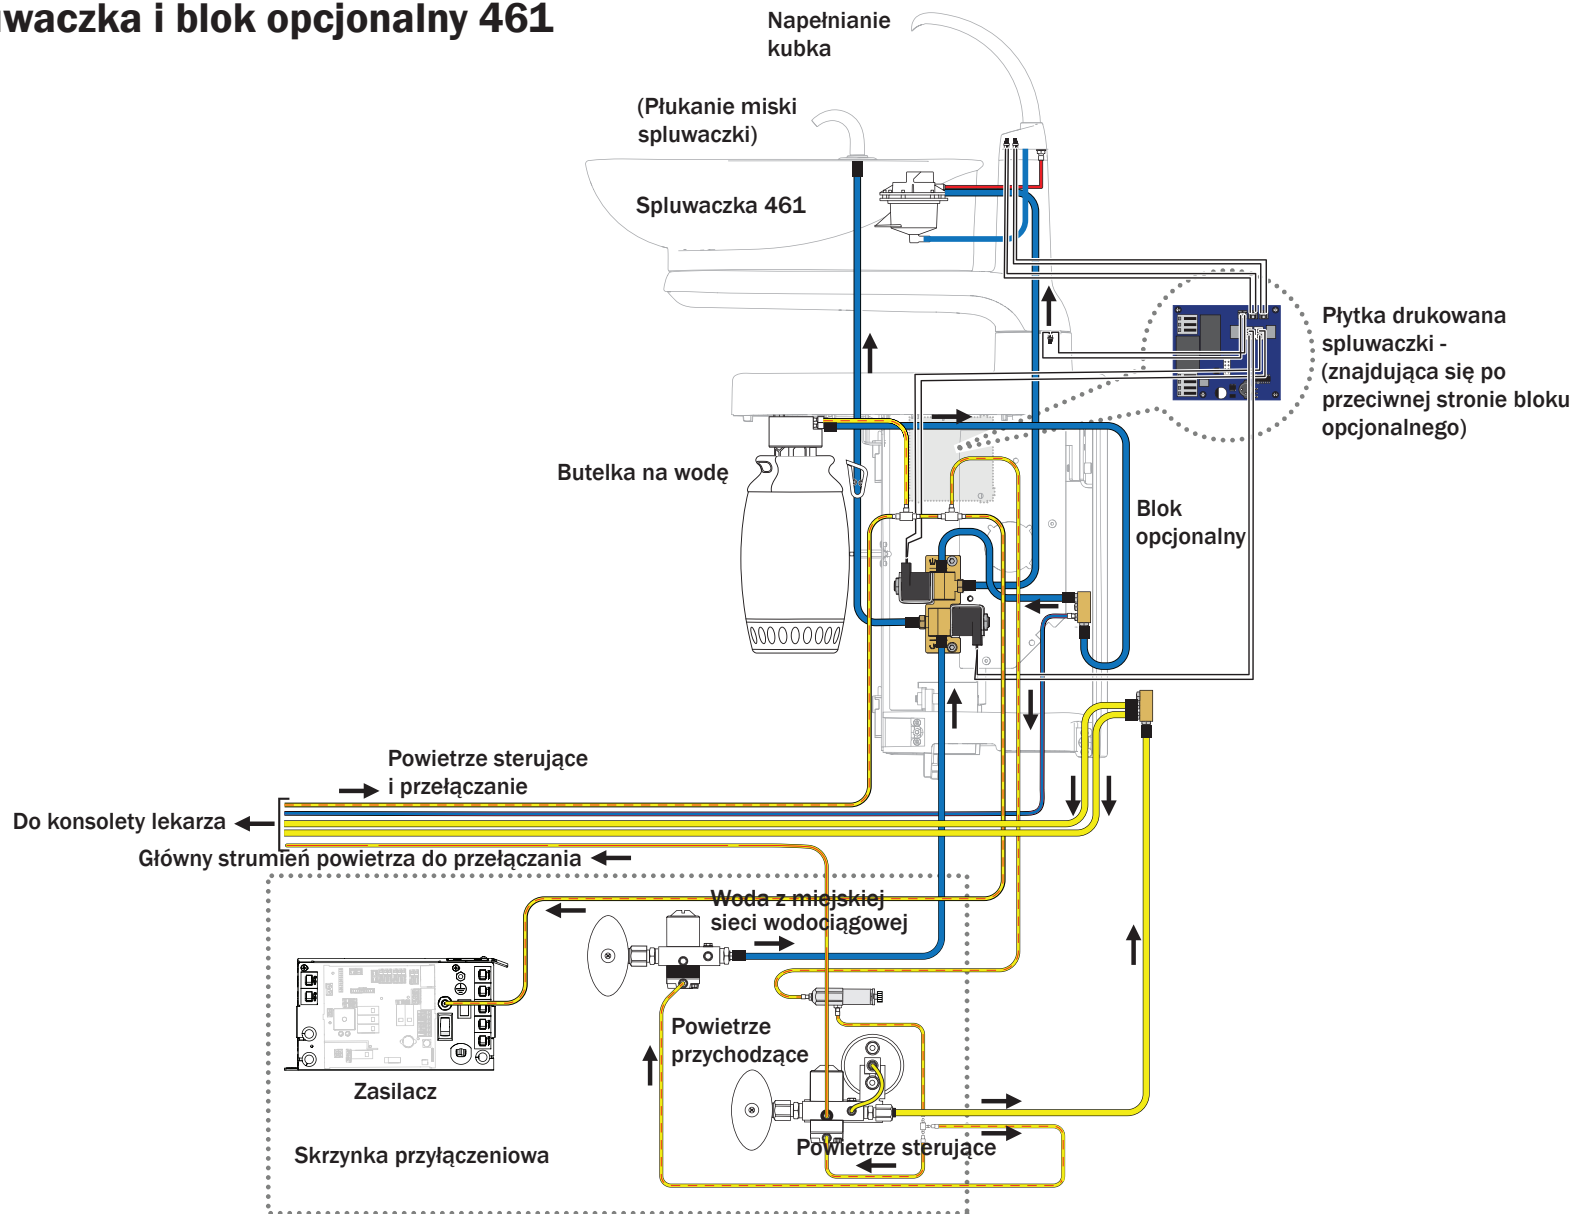 waczka i blok opcjonalny 461
Napełnianie
kubka
(Płukanie miski
spluwaczki)
Spluwaczka 461
Płytka drukowana
spluwaczki -
(znajdująca się po
przeciwnej stronie bloku
opcjonalnego)
Butelka na wodę
Blok
opcjonalny
Powietrze sterujące
i przełączanie
Do konsolety lekarza
Główny strumień powietrza do przełączania
Woda z miejskiej
sieci wodociągowej
Powietrze
przychodzące
Zasilacz
Powietrze sterujące
Skrzynka przyłączeniowa